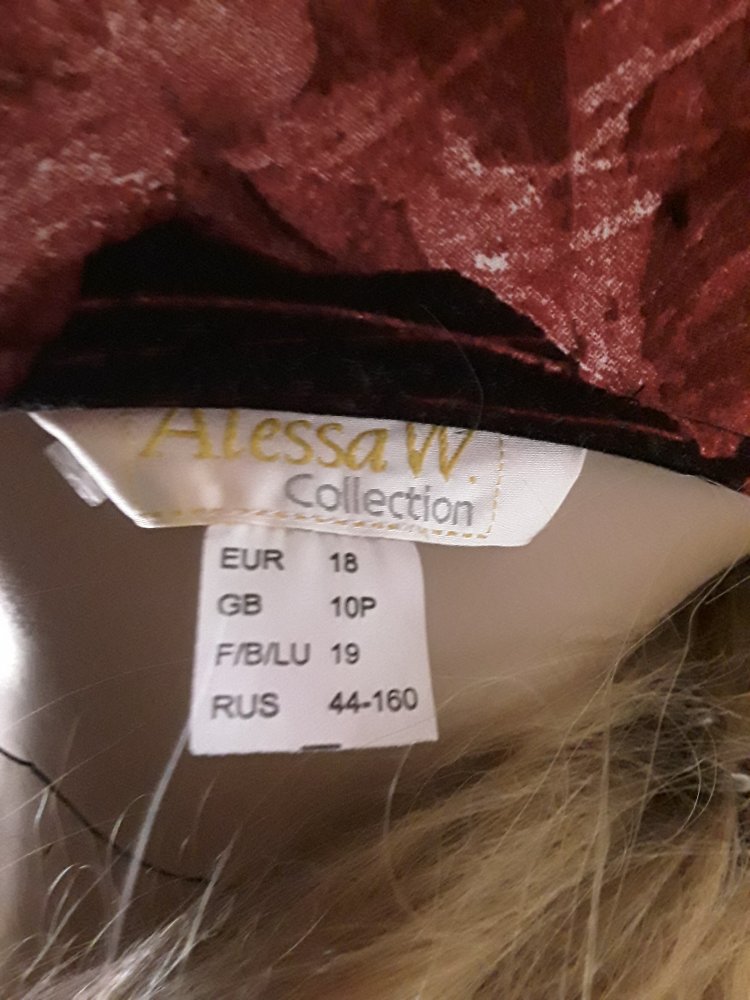 Alessa W.
Collection
EUR 18
GB 10P
F/B/LU 19
RUS 44-160